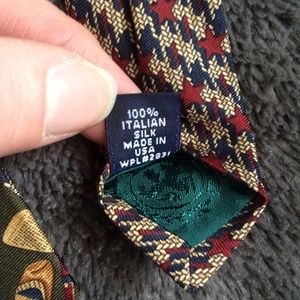 100%
ITALIAN
SILK
MADE IN
USA
WPL#2831